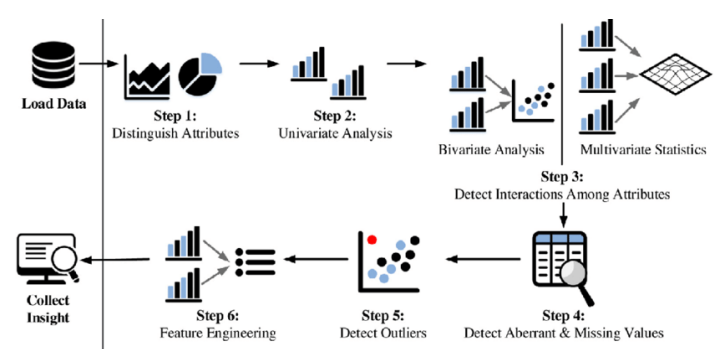 Load Data
Step 1:
Distinguish Attributes
Step 2:
Univariate Analysis
Bivariate Analysis
Multivariate Statistics
Step 3:
Detect Interactions Among Attributes
Collect
Insight
Step 6:
Feature Engineering
Step 5:
Detect Outliers
Step 4:
Detect Aberrant & Missing Values